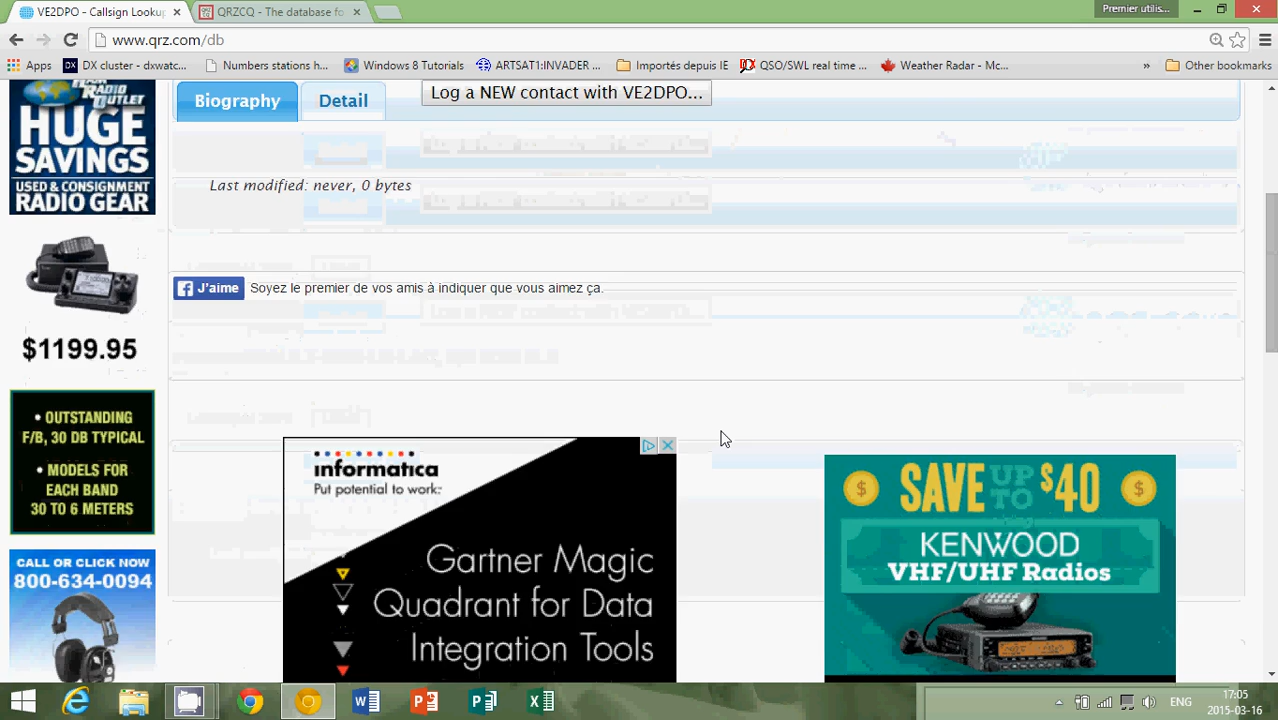 VE2DPO - Callsign Looku
QRZCQ - The database fo
Premier utilis...
www.qrz.com/db
Apps
DX cluster - dxwatc...
Numbers stations h...
Windows 8 Tutorials
ARTSAT1:INVADER ...
Importés depuis IE
QSO/SWL real time ...
Weather Radar - Mc...
»
Other bookmarks
RADIO OUTLET
HUGE
SAVINGS
USED & CONSIGNMENT
RADIO GEAR
$1199.95
• OUTSTANDING
F/B, 30 DB TYPICAL
• MODELS FOR
EACH BAND
30 TO 6 METERS
CALL OR CLICK NOW
800-634-0094
Biography
Detail
Log a NEW contact with VE2DPO...
Last modified: never, 0 bytes
J'aime
Soyez le premier de vos amis à indiquer que vous aimez ça.
informatica
Put potential to work:
Gartner Magic
Quadrant for Data
Integration Tools
SAVE UP TO $40
KENWOOD
VHF/UHF Radios
ENG
17:05
2015-03-16